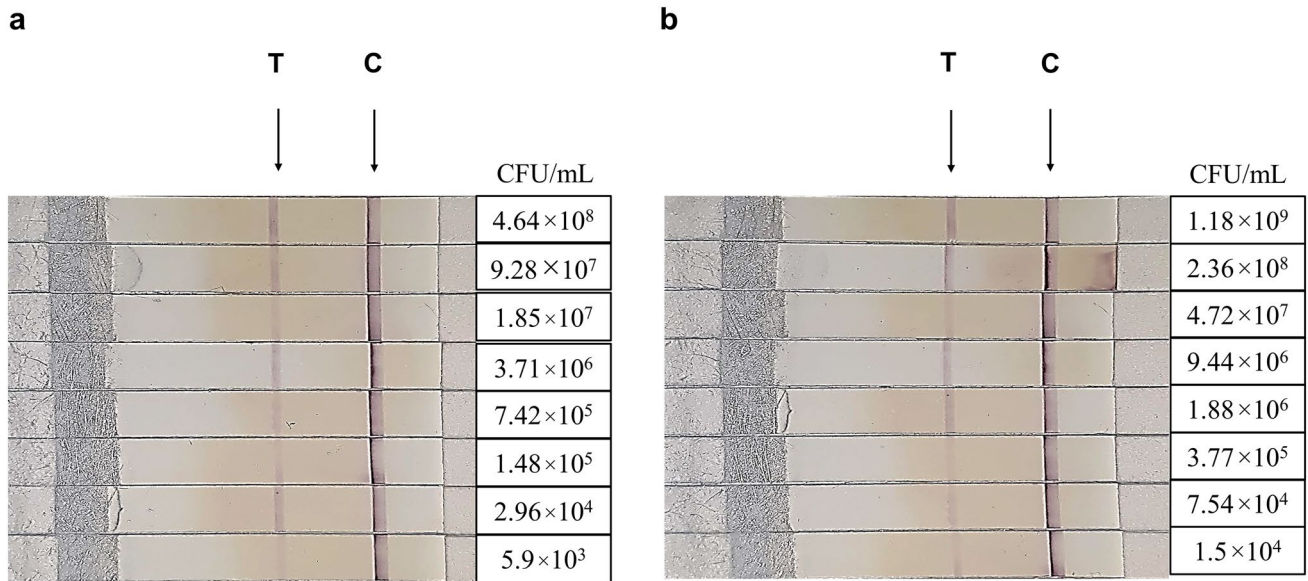 a
T C
CFU/mL
4.64×10⁸
9.28×10⁷
1.85×10⁷
3.71×10⁶
7.42×10⁵
1.48×10⁵
2.96×10⁴
5.9×10³
b
T C
CFU/mL
1.18×10⁹
2.36×10⁸
4.72×10⁷
9.44×10⁶
1.88×10⁶
3.77×10⁵
7.54×10⁴
1.5×10⁴